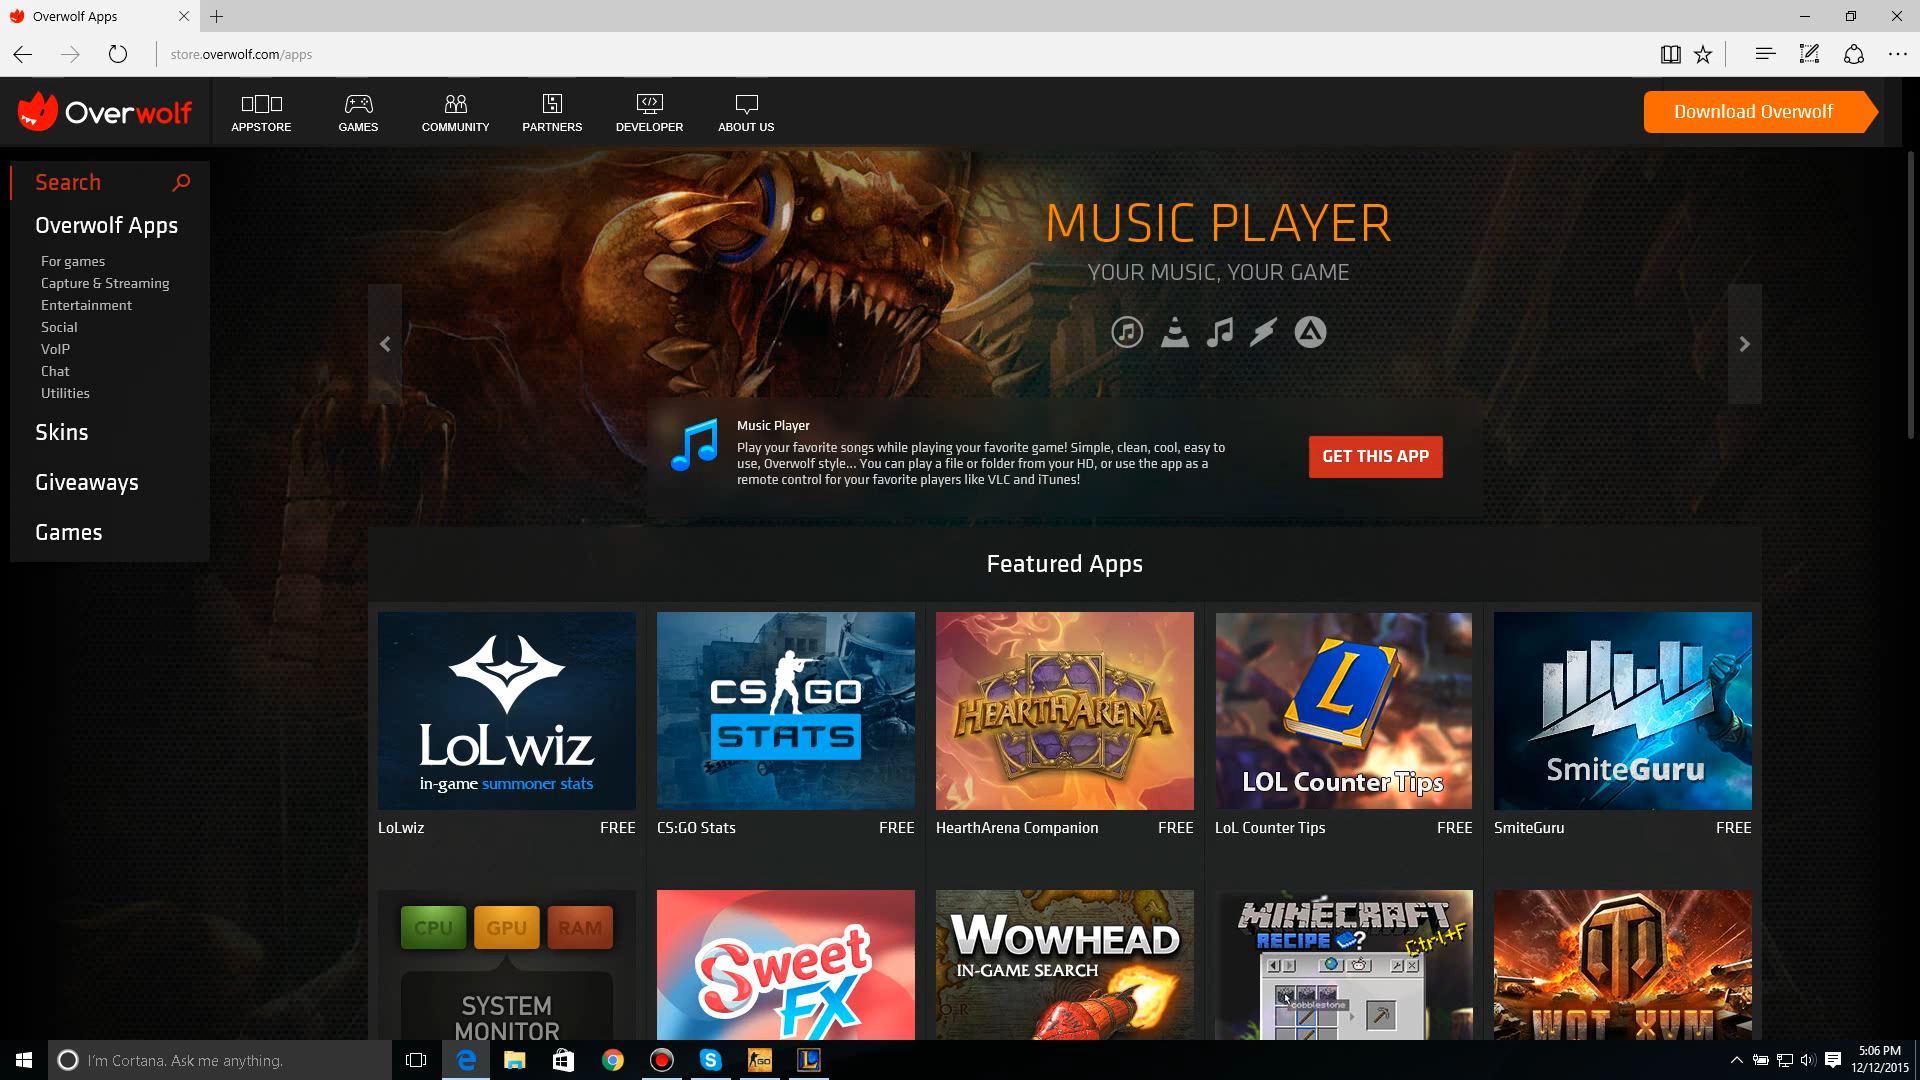 Overwolf Apps
store.overwolf.com/apps
Overwolf
APPSTORE
GAMES
COMMUNITY
PARTNERS
DEVELOPER
ABOUT US
Download Overwolf
Search
Overwolf Apps
For games
Capture & Streaming
Entertainment
Social
VoIP
Chat
Utilities
Skins
Giveaways
Games
MUSIC PLAYER
YOUR MUSIC, YOUR GAME
Music Player
Play your favorite songs while playing your favorite game! Simple, clean, cool, easy to
use, Overwolf style... You can play a file or folder from your HD, or use the app as a
remote control for your favorite players like VLC and iTunes!
GET THIS APP
Featured Apps
LOLWIZ
in-game summoner stats
CS GO
STATS
HEARTHARENA
L
LOL Counter Tips
SmiteGuru
LoLwiz FREE
CS:GO Stats FREE
HearthArena Companion FREE
LoL Counter Tips FREE
SmiteGuru FREE
CPU GPU RAM
SYSTEM
MONITOR
Sweet
FX
WOWHEAD
IN-GAME SEARCH
MINECRAFT
RECIPE ?
Ctrl+F
cobblestone
WOT XVM
I'm Cortana. Ask me anything.
5:06 PM
12/12/2015